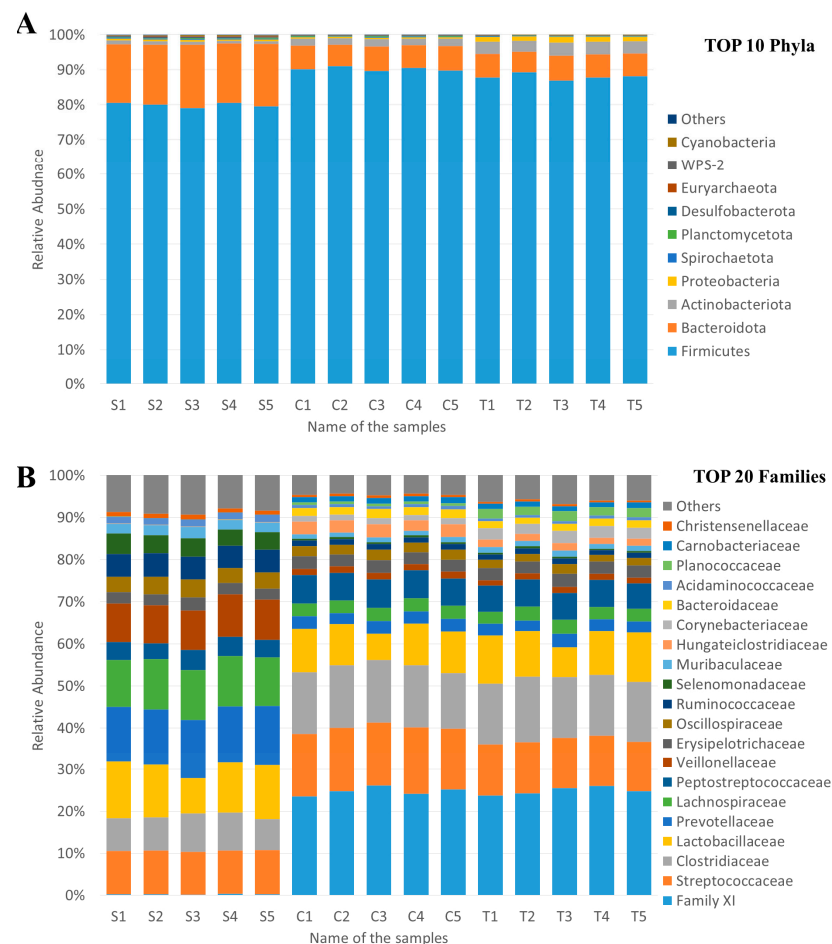 A
TOP 10 Phyla
100%
90%
80%
70%
60%
50%
40%
30%
20%
10%
0%
Relative Abudnace
S1 S2 S3 S4 S5 C1 C2 C3 C4 C5 T1 T2 T3 T4 T5
Name of the samples
Others
Cyanobacteria
WPS-2
Euryarchaeota
Desulfobacterota
Planctomycetota
Spirochaetota
Proteobacteria
Actinobacteriota
Bacteroidota
Firmicutes
B
TOP 20 Families
100%
90%
80%
70%
60%
50%
40%
30%
20%
10%
0%
Relative Abundance
S1 S2 S3 S4 S5 C1 C2 C3 C4 C5 T1 T2 T3 T4 T5
Name of the samples
Others
Christensenellaceae
Carnobacteriaceae
Planococcaceae
Acidaminococcaceae
Bacteroidaceae
Corynebacteriaceae
Hungateiclostridiaceae
Muribaculaceae
Selenomonadaceae
Ruminococcaceae
Oscillospiraceae
Erysipelotrichaceae
Veillonellaceae
Peptostreptococcaceae
Lachnospiraceae
Prevotellaceae
Lactobacillaceae
Clostridiaceae
Streptococcaceae
Family XI